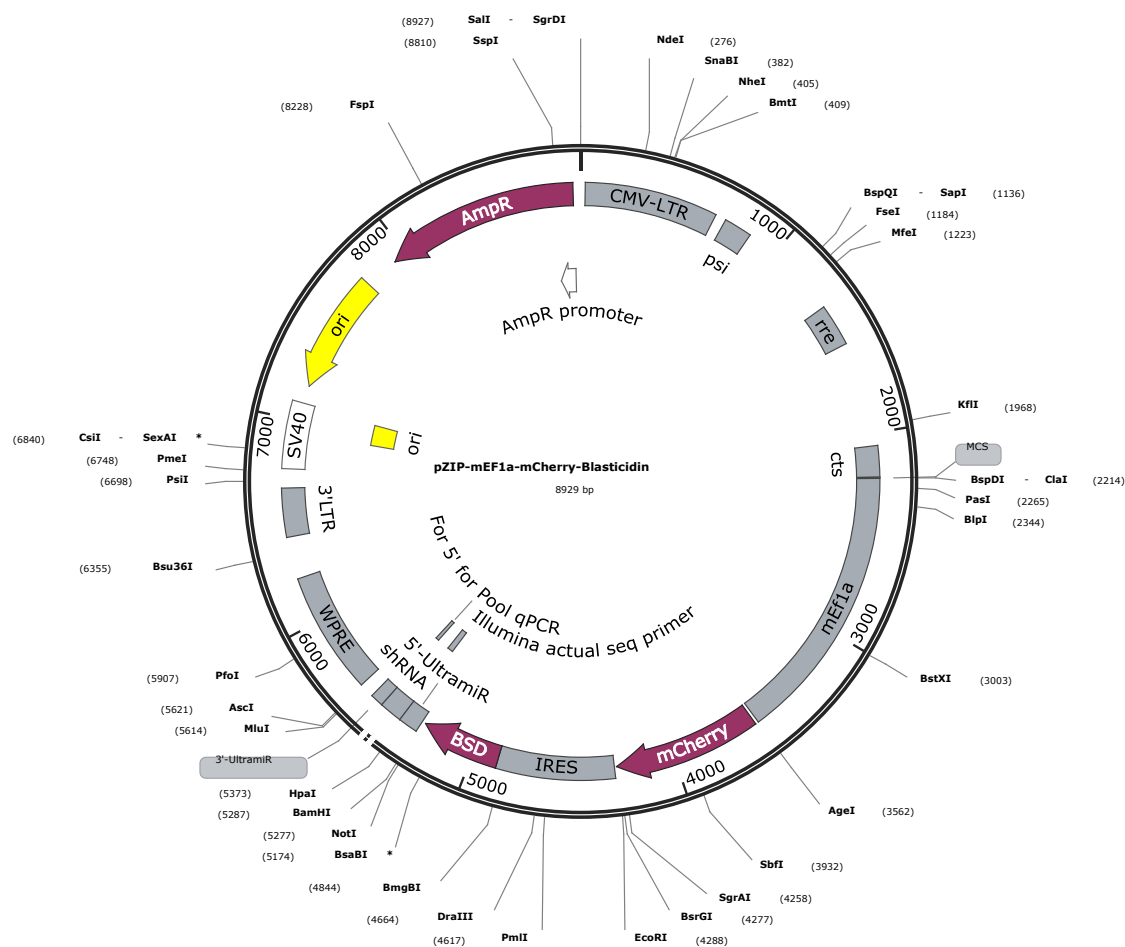 (8927) SalI - SgrDI
(8810) SspI
NdeI (276)
SnaBI (382)
NheI (405)
BmtI (409)
(8228) FspI
BspQI - SapI (1136)
FseI (1184)
MfeI (1223)
AmpR
CMV-LTR
psi
1000
8000
rre
AmpR promoter
ori
2000
KflI (1968)
7000
SV40
ori
cts
MCS
(6840) CsiI - SexAI *
(6748) PmeI
(6698) PsiI
pZIP-mEF1a-mCherry-Blasticidin
8929 bp
BspDI - ClaI (2214)
PasI (2265)
BlpI (2344)
3'LTR
(6355) Bsu36I
For 5' for Pool qPCR
Illumina actual seq primer
mEf1a
3000
WPRE
6000
5'-UltramiR
shRNA
(5907) PfoI
BstXI (3003)
(5621) AscI
(5614) MluI
3'-UltramiR
BSD
IRES
mCherry
5000
4000
(5373) HpaI
(5287) BamHI
(5277) NotI
(5174) BsaBI *
AgeI (3562)
SbfI (3932)
(4844) BmgBI
SgrAI (4258)
(4664) DraIII
BsrGI (4277)
(4617) PmlI
EcoRI (4288)